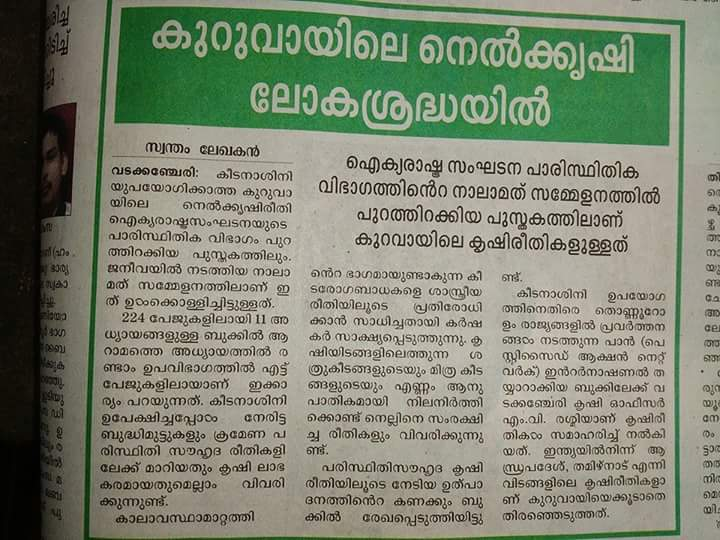 കുറുവായിലെ നെൽക്കൃഷി
ലോകശ്രദ്ധയിൽ
സ്വന്തം ലേഖകൻ
വടക്കഞ്ചേരി: കീടനാശിനി
യുപയോഗിക്കാത്ത കുറുവാ
യിലെ നെൽക്കൃഷിരീതി
ഐക്യരാഷ്ട്രസംഘടനയുടെ
പാരിസ്ഥിതിക വിഭാഗം പുറ
ത്തിറക്കിയ പുസ്തകത്തിലും.
ജനീവയിൽ നടത്തിയ നാലാ
മത് സമ്മേളനത്തിലാണ് ഇ
ത് ഉൾക്കൊള്ളിച്ചിട്ടുള്ളത്.
224 പേജുകളിലായി 11 അ
ധ്യായങ്ങളുള്ള ബുക്കിൽ ആ
റാമത്തെ അധ്യായത്തിൽ ര
ണ്ടാം ഉപവിഭാഗത്തിൽ എട്ട്
പേജുകളിലായാണ് ഇക്കാ
ര്യം പറയുന്നത്. കീടനാശിനി
ഉപേക്ഷിച്ചപ്പോൾ നേരിട്ട
ബുദ്ധിമുട്ടുകളും ക്രമേണ പ
രിസ്ഥിതി സൗഹൃദ രീതികളി
ലേക്ക് മാറിയതും കൃഷി ലാഭ
കരമായതുമെല്ലാം വിവരി
ക്കുന്നുണ്ട്.
കാലാവസ്ഥാമാറ്റത്തി
ഐക്യരാഷ്ട്ര സംഘടന പാരിസ്ഥിതിക
വിഭാഗത്തിൻെറ നാലാമത് സമ്മേളനത്തിൽ
പുറത്തിറക്കിയ പുസ്തകത്തിലാണ്
കുറവായിലെ കൃഷിരീതികളുള്ളത്
ൻെറ ഭാഗമായുണ്ടാകുന്ന കീ
ടരോഗബാധകളെ ശാസ്ത്രീയ
രീതിയിലൂടെ പ്രതിരോധി
ക്കാൻ സാധിച്ചതായി കർഷ
കർ സാക്ഷ്യപ്പെടുത്തുന്നു. കൃ
ഷിയിടങ്ങളിലെത്തുന്ന ശ
ത്രുകീടങ്ങളുടെയും മിത്ര കീട
ങ്ങളുടെയും എണ്ണം ആനു
പാതികമായി നിലനിർത്തി
ക്കൊണ്ട് നെല്ലിനെ സംരക്ഷി
ച്ച രീതികളും വിവരിക്കുന്നു
ണ്ട്.
പരിസ്ഥിതിസൗഹൃദ കൃഷി
രീതിയിലൂടെ നേടിയ ഉത്പാ
ദനത്തിൻെറ കണക്കും ബു
ക്കിൽ രേഖപ്പെടുത്തിയിട്ടു
ണ്ട്.
കീടനാശിനി ഉപയോഗ
ത്തിനെതിരെ തൊണ്ണൂറോ
ളം രാജ്യങ്ങളിൽ പ്രവർത്തന
ങ്ങൾ നടത്തുന്ന പാൻ (പെ
സ്റ്റിസൈഡ് ആക്ഷൻ നെറ്റ്
വർക്) ഇൻറർനാഷണൽ ത
യ്യാറാക്കിയ ബുക്കിലേക്ക് വ
ടക്കഞ്ചേരി കൃഷി ഓഫീസർ
എം.വി. രശ്മിയാണ് കൃഷിരീ
തികൾ സമാഹരിച്ച് നൽകി
യത്. ഇന്ത്യയിൽനിന്ന് ആ
ന്ധ്രപദേശ്, തമിഴ്‌നാട് എന്നി
വിടങ്ങളിലെ കൃഷിരീതികളാ
ണ് കുറുവായിയെക്കൂടാതെ
തിരഞ്ഞെടുത്തത്.